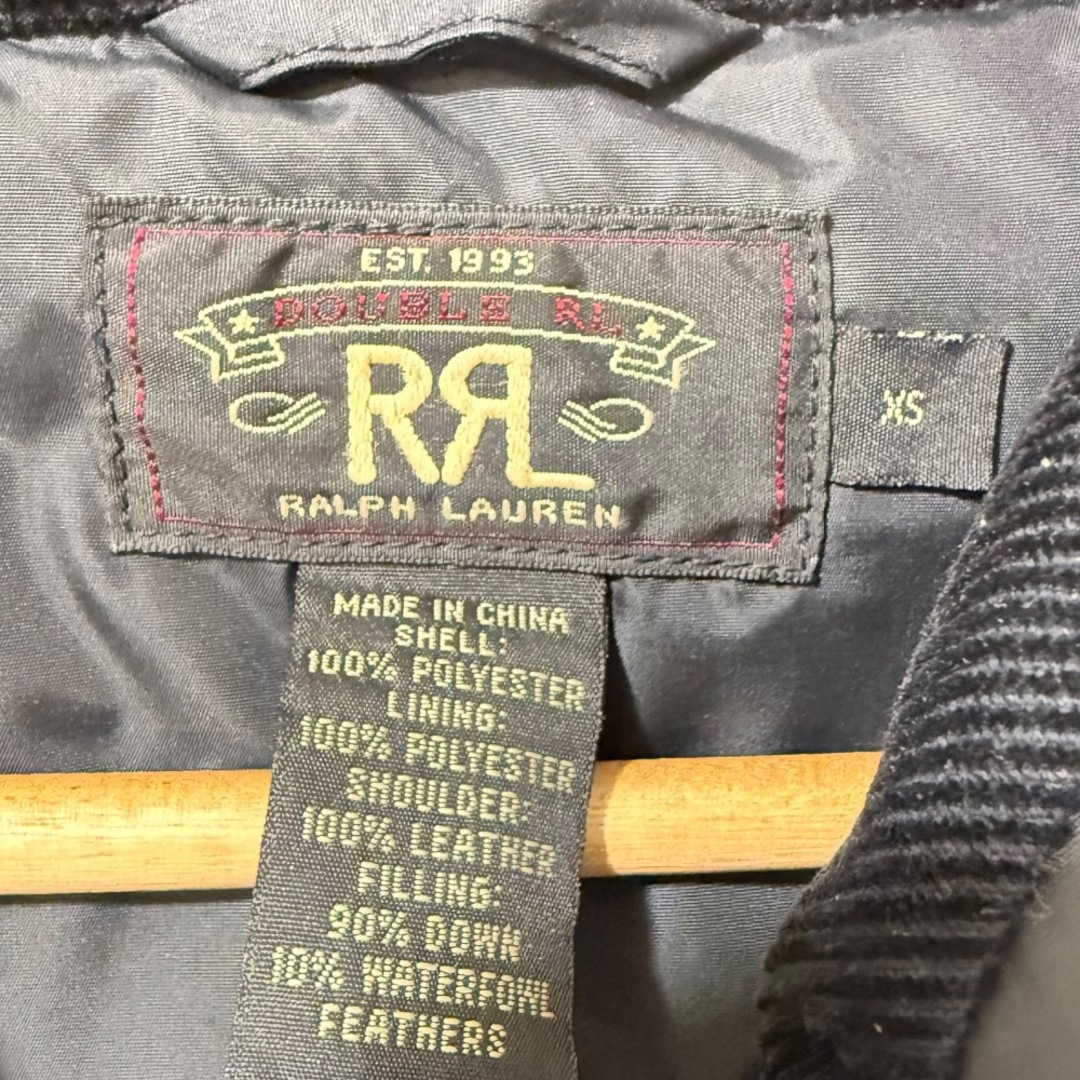 EST. 1993
DOUBLE RL
RRL
RALPH LAUREN
XS
MADE IN CHINA
SHELL:
100% POLYESTER
LINING:
100% POLYESTER
SHOULDER:
100% LEATHER
FILLING:
90% DOWN
10% WATERFOWL
FEATHERS